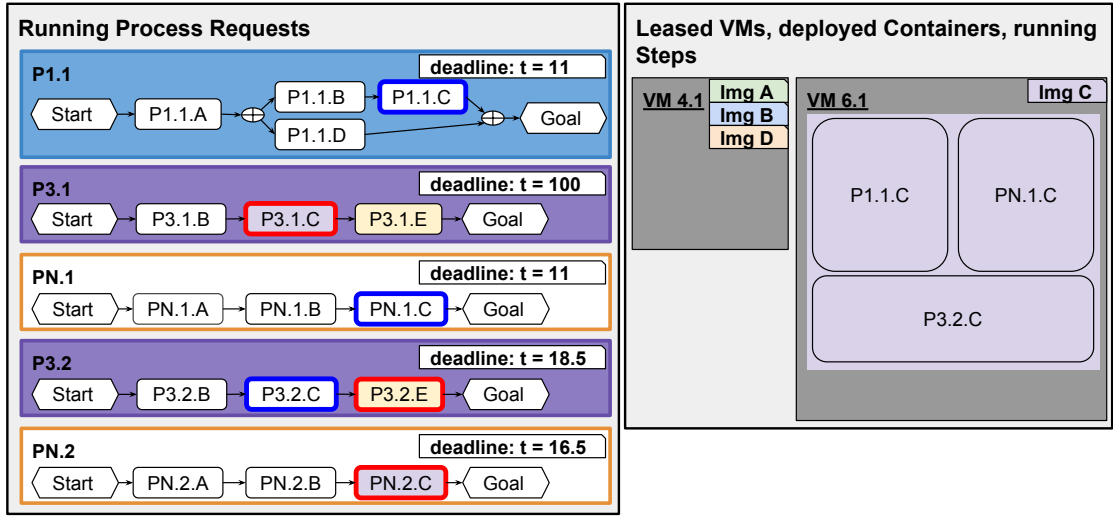 Running Process Requests
P1.1
deadline: t = 11
Start
P1.1.A
P1.1.B
P1.1.C
P1.1.D
Goal
P3.1
deadline: t = 100
Start
P3.1.B
P3.1.C
P3.1.E
Goal
PN.1
deadline: t = 11
Start
PN.1.A
PN.1.B
PN.1.C
Goal
P3.2
deadline: t = 18.5
Start
P3.2.B
P3.2.C
P3.2.E
Goal
PN.2
deadline: t = 16.5
Start
PN.2.A
PN.2.B
PN.2.C
Goal
Leased VMs, deployed Containers, running
Steps
VM 4.1
Img A
Img B
Img D
VM 6.1
Img C
P1.1.C
PN.1.C
P3.2.C